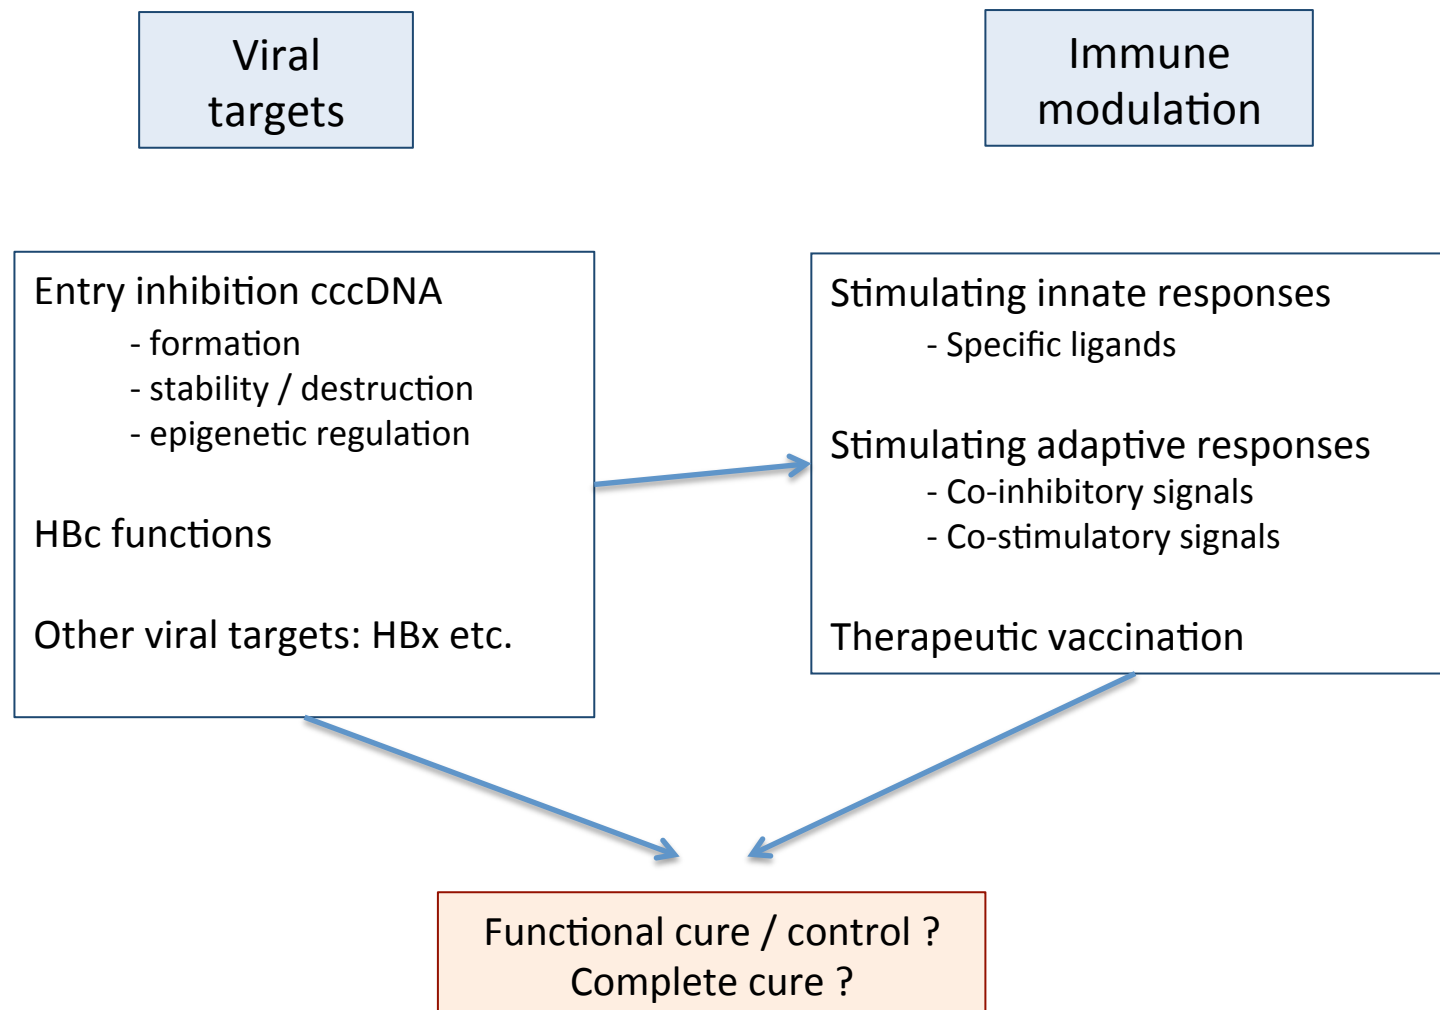 Viral
targets
Immune
modulation
Entry inhibition cccDNA
- formation
- stability / destruction
- epigenetic regulation
HBc functions
Other viral targets: HBx etc.
Stimulating innate responses
- Specific ligands
Stimulating adaptive responses
- Co-inhibitory signals
- Co-stimulatory signals
Therapeutic vaccination
Functional cure / control ?
Complete cure ?